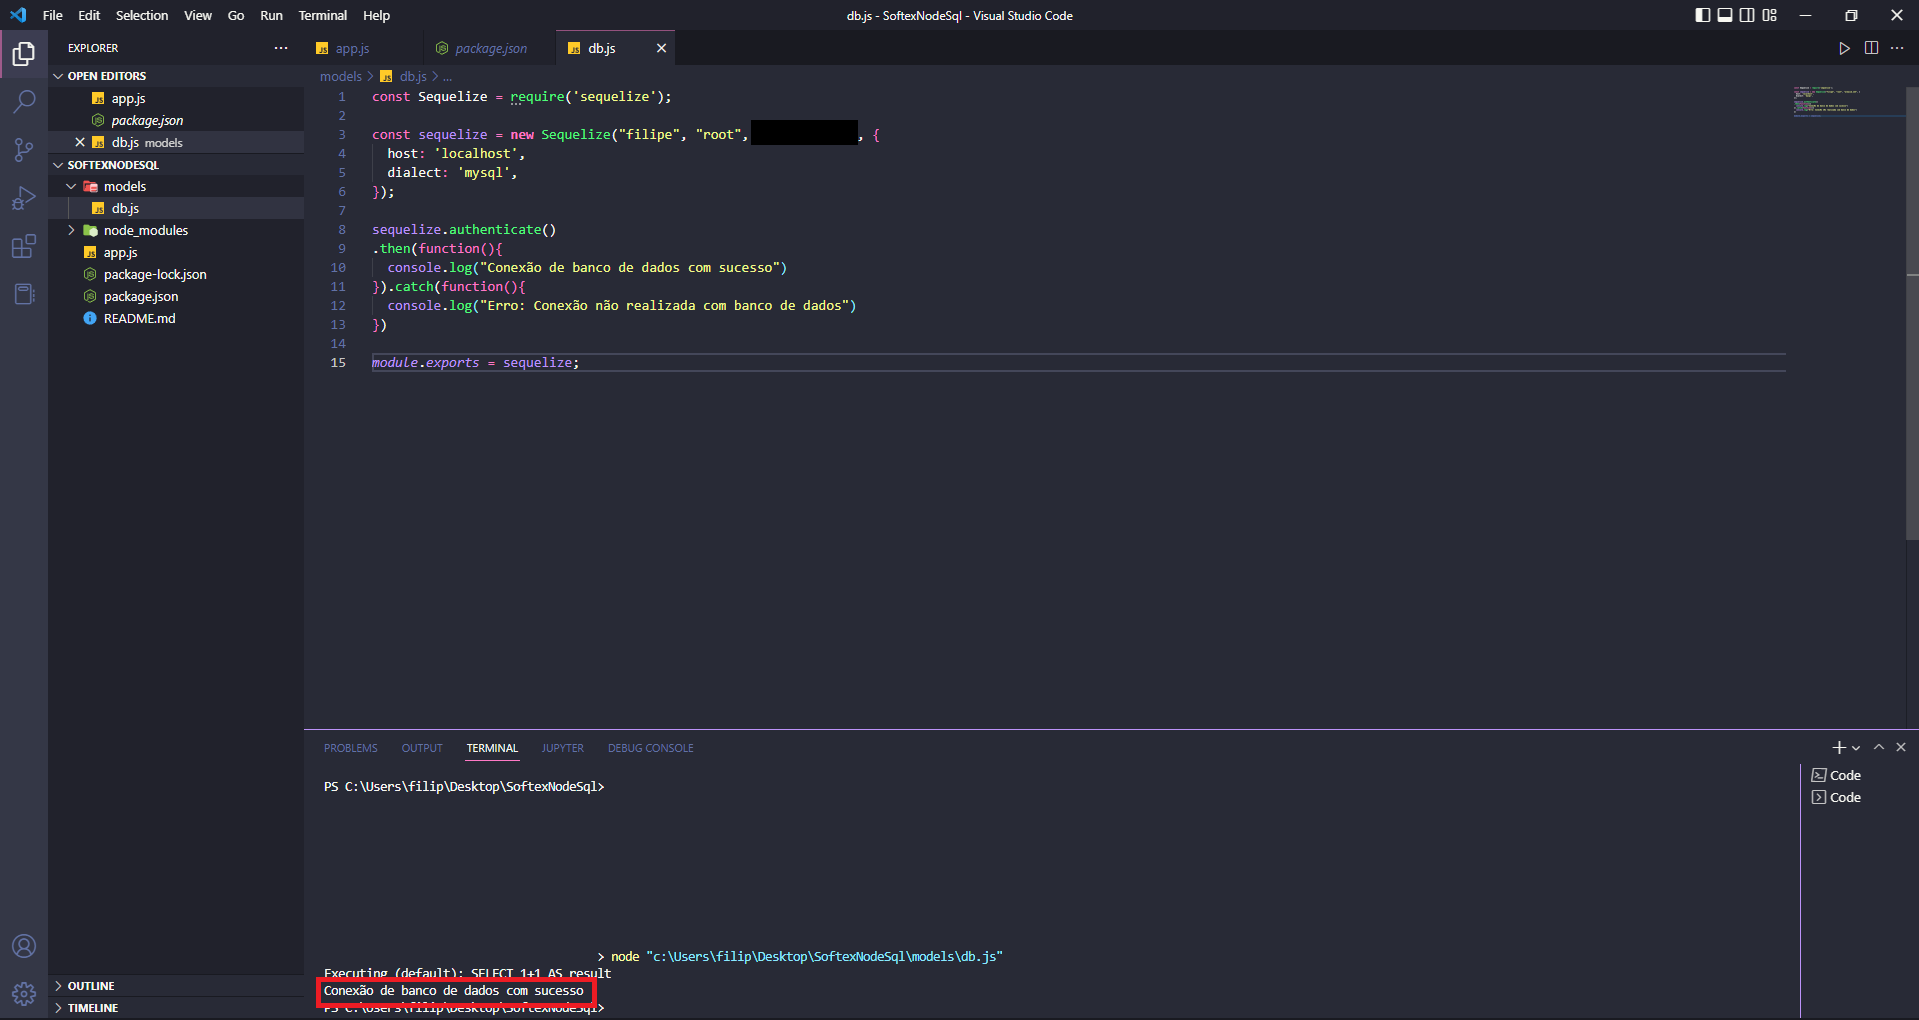 File Edit Selection View Go Run Terminal Help
db.js - SoftexNodeSql - Visual Studio Code
EXPLORER
OPEN EDITORS
app.js
package.json
db.js models
SOFTEXNODESQL
models
db.js
node_modules
app.js
package-lock.json
package.json
README.md
OUTLINE
TIMELINE
app.js package.json db.js
models > db.js > ...
1 const Sequelize = require('sequelize');
2
3 const sequelize = new Sequelize("filipe", "root", , {
4 host: 'localhost',
5 dialect: 'mysql',
6 });
7
8 sequelize.authenticate()
9 .then(function(){
10 console.log("Conexão de banco de dados com sucesso")
11 }).catch(function(){
12 console.log("Erro: Conexão não realizada com banco de dados")
13 })
14
15 module.exports = sequelize;
PROBLEMS OUTPUT TERMINAL JUPYTER DEBUG CONSOLE
Code
Code
PS C:\Users\filip\Desktop\SoftexNodeSql>
> node "c:\Users\filip\Desktop\SoftexNodeSql\models\db.js"
Executing (default): SELECT 1+1 AS result
Conexão de banco de dados com sucesso
PS C:\Users\filip\Desktop\SoftexNodeSql>